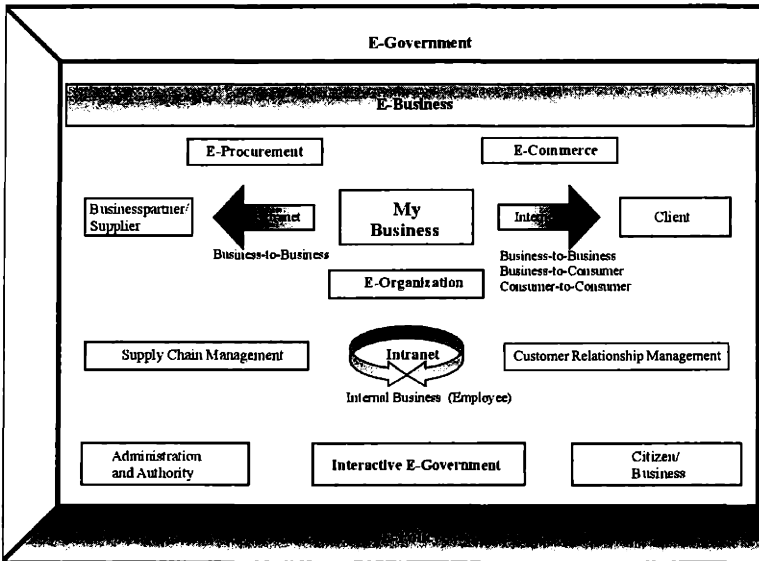 E-Government
E-Business
E-Procurement
E-Commerce
Businesspartner/
Supplier
My
Business
Client
Business-to-Business
Business-to-Business
Business-to-Consumer
Consumer-to-Consumer
E-Organization
Supply Chain Management
Intranet
Customer Relationship Management
Internal Business (Employee)
Administration
and Authority
Interactive E-Government
Citizen/
Business